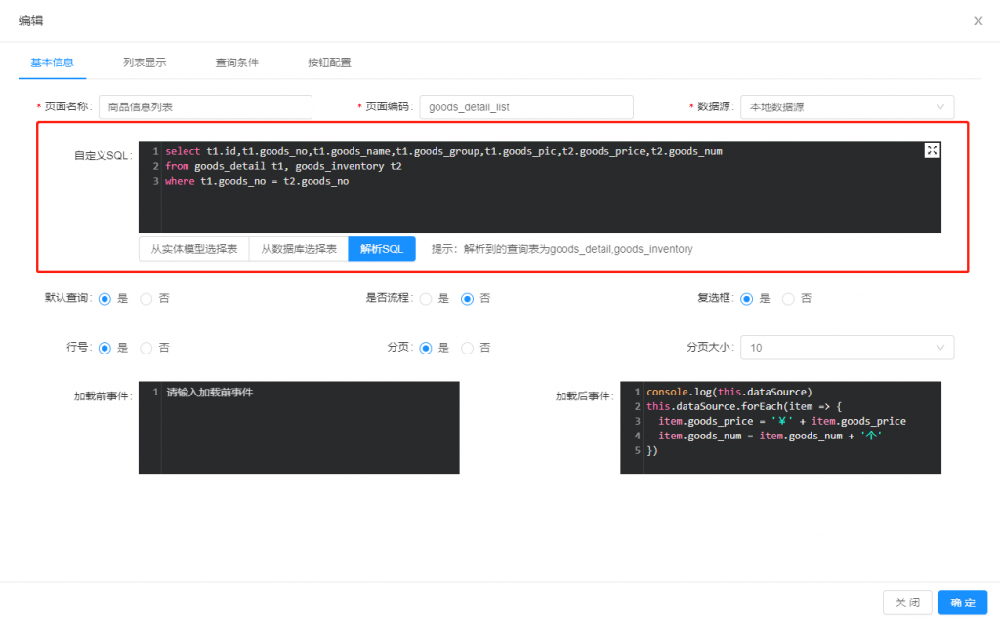 编辑
基本信息 列表显示 查询条件 按钮配置
* 页面名称: 商品信息列表 * 页面编码: goods_detail_list * 数据源: 本地数据源
自定义SQL:
1 select t1.id,t1.goods_no,t1.goods_name,t1.goods_group,t1.goods_pic,t2.goods_price,t2.goods_num
2 from goods_detail t1, goods_inventory t2
3 where t1.goods_no = t2.goods_no
从实体模型选择表 从数据库选择表 解析SQL 提示: 解析到的查询表为goods_detail,goods_inventory
默认查询: 是 否 是否流程: 是 否 复选框: 是 否
行号: 是 否 分页: 是 否 分页大小: 10
加载前事件: 1 请输入加载前事件
加载后事件: 1 console.log(this.dataSource)
2 this.dataSource.forEach(item => {
3 item.goods_price = '¥' + item.goods_price
4 item.goods_num = item.goods_num + '个'
5 })
关 闭 确 定